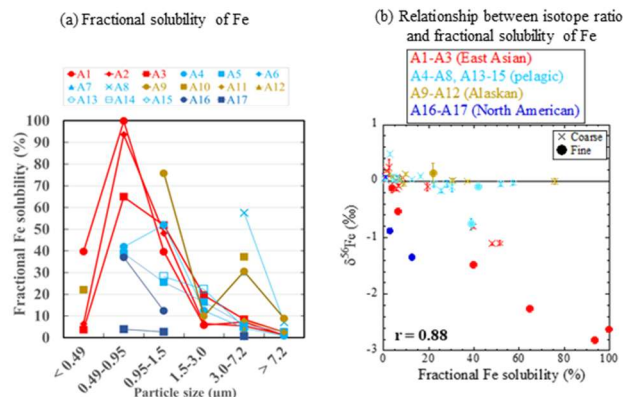 (a) Fractional solubility of Fe
A1 A2 A3 A4 A5 A6
A7 A8 A9 A10 A11 A12
A13 A14 A15 A16 A17
Fractional Fe solubility (%)
100
90
80
70
60
50
40
30
20
10
0
< 0.49
0.49-0.95
0.95-1.5
1.5-3.0
3.0-7.2
> 7.2
Particle size (μm)
(b) Relationship between isotope ratio
and fractional solubility of Fe
A1-A3 (East Asian)
A4-A8, A13-15 (pelagic)
A9-A12 (Alaskan)
A16-A17 (North American)
Coarse
Fine
δ56Fe (‰)
1
0
-1
-2
-3
r = 0.88
0 20 40 60 80 100
Fractional Fe solubility (%)